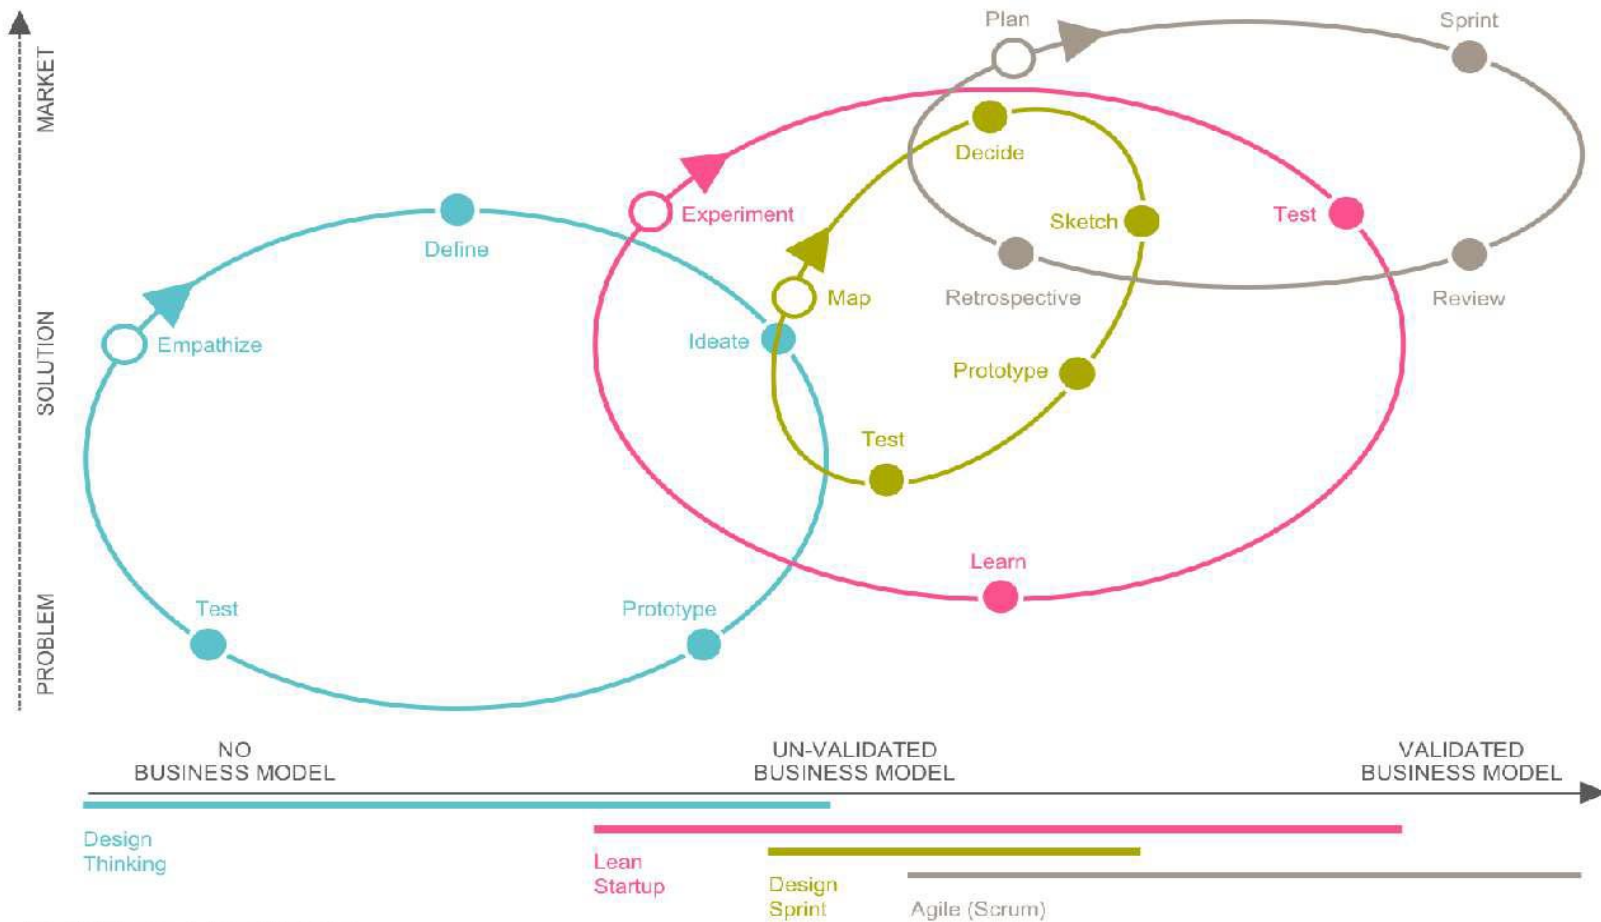 Plan
Sprint
MARKET
Decide
Experiment
Sketch
Test
Define
Map
Retrospective
Review
SOLUTION
Empathize
Ideate
Prototype
Test
Learn
PROBLEM
Test
Prototype
NO
BUSINESS MODEL
UN-VALIDATED
BUSINESS MODEL
VALIDATED
BUSINESS MODEL
Design
Thinking
Lean
Startup
Design
Sprint
Agile (Scrum)